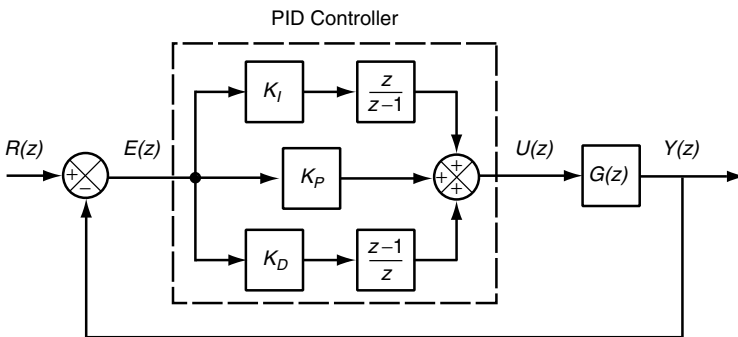 PID Controller
K_I
z
z−1
R(z)
E(z)
+
−
K_P
+
+
+
U(z)
G(z)
Y(z)
K_D
z−1
z